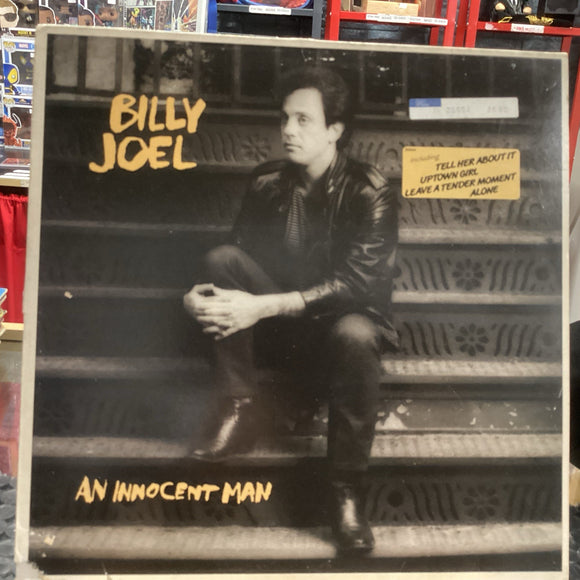 BILLY
JOEL
including
TELL HER ABOUT IT
UPTOWN GIRL
LEAVE A TENDER MOMENT
ALONE
AN INNOCENT MAN